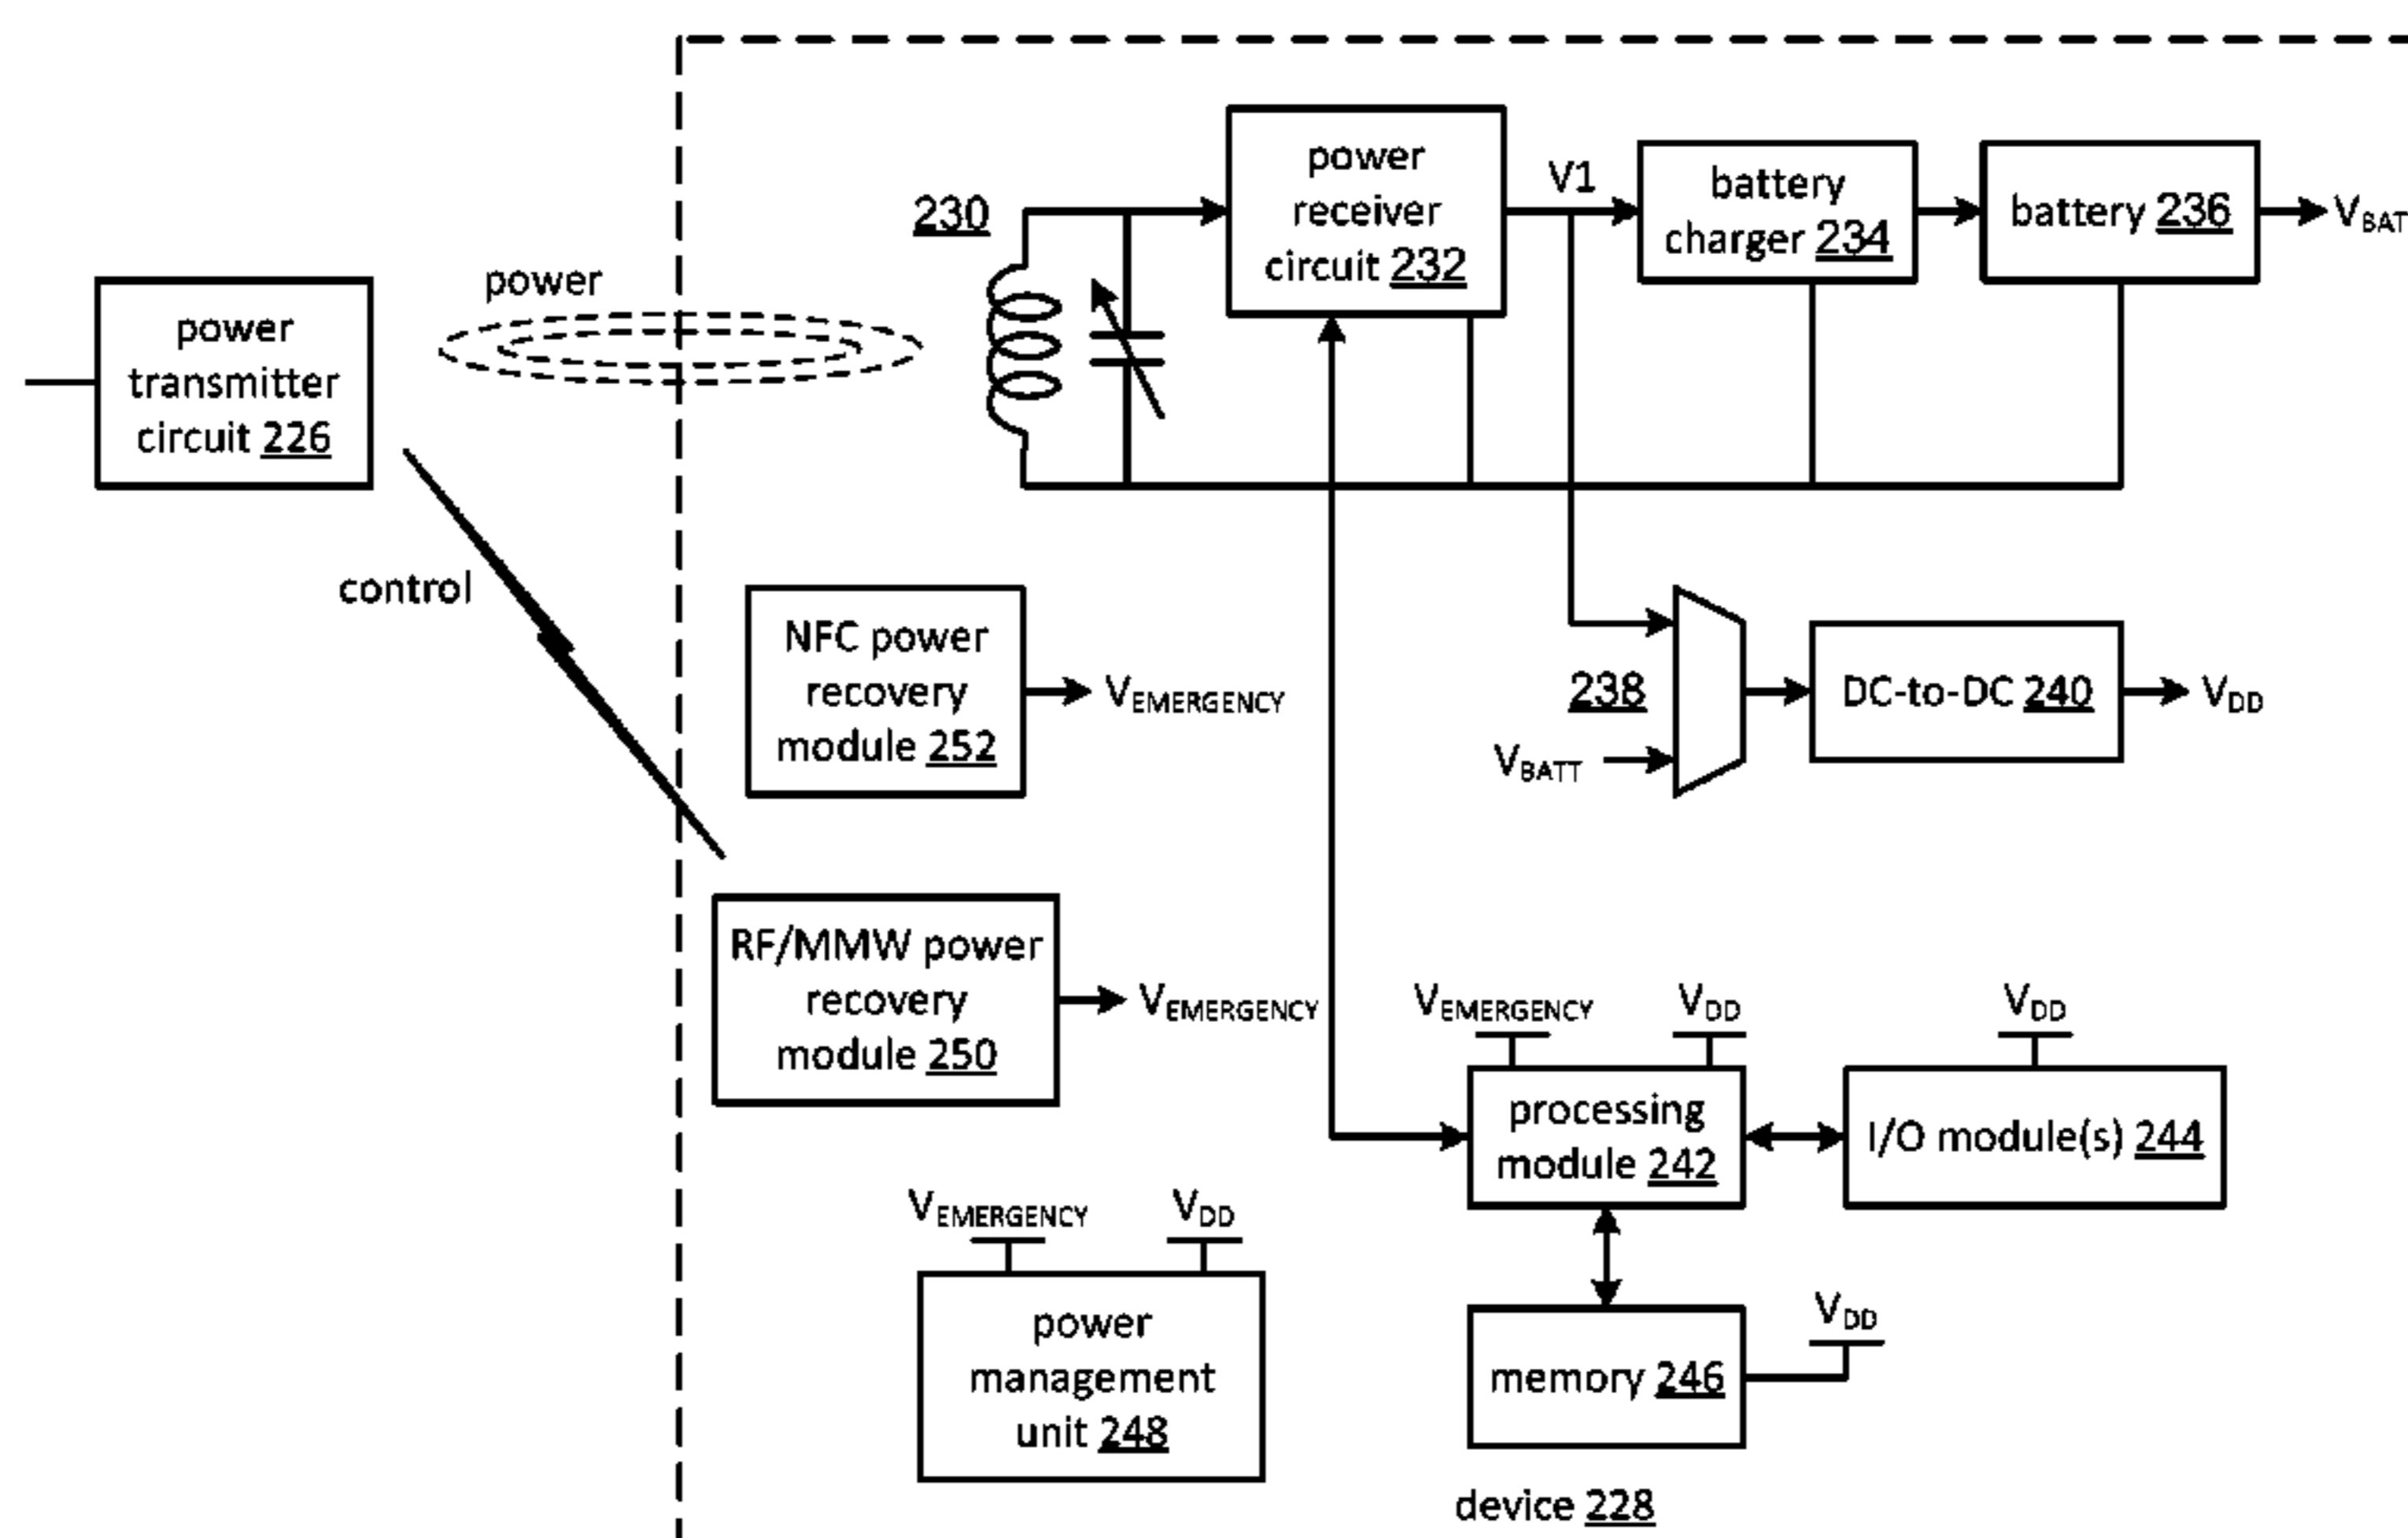 power
receiver
circuit 232
V1
battery
charger 234
battery 236
VBAT
230
power
power
transmitter
circuit 226
control
NFC power
recovery
module 252
VEMERGENCY
238
VBATT
DC-to-DC 240
VDD
RF/MMW power
recovery
module 250
VEMERGENCY
VEMERGENCY
VDD
VDD
processing
module 242
I/O module(s) 244
VEMERGENCY
VDD
power
management
unit 248
VDD
memory 246
device 228